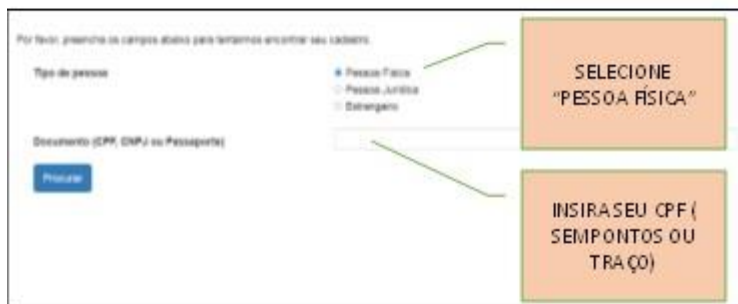 Por favor, preencha os campos abaixo para tentarmos encontrar seu cadastro.
Tipo de pessoa
Pessoa Física
Pessoa Jurídica
Estrangeiro
Documento (CPF, CNPJ ou Passaporte)
Procurar
SELECIONE
“PESSOA FÍSICA”
INSIRA SEU CPF (
SEM PONTOS OU
TRAÇO)